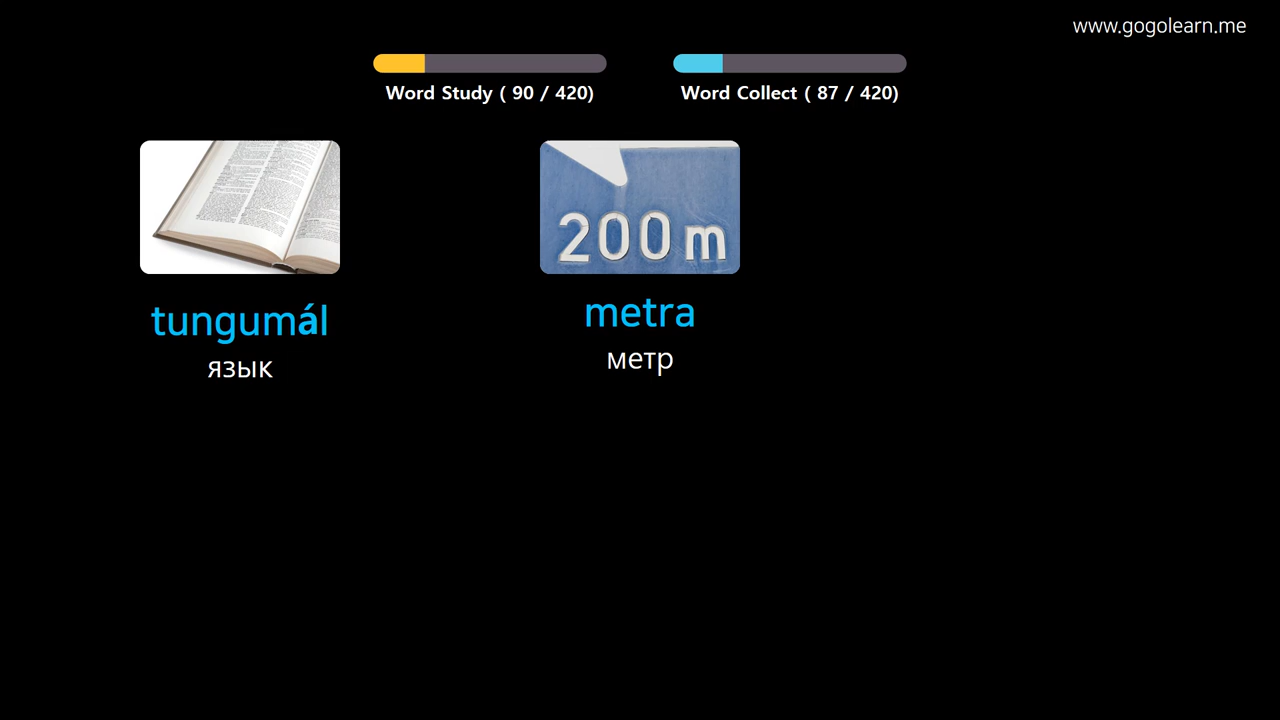 www.gogolearn.me
Word Study ( 90 / 420)
Word Collect ( 87 / 420)
200 m
tungumál
metra
язык
метр